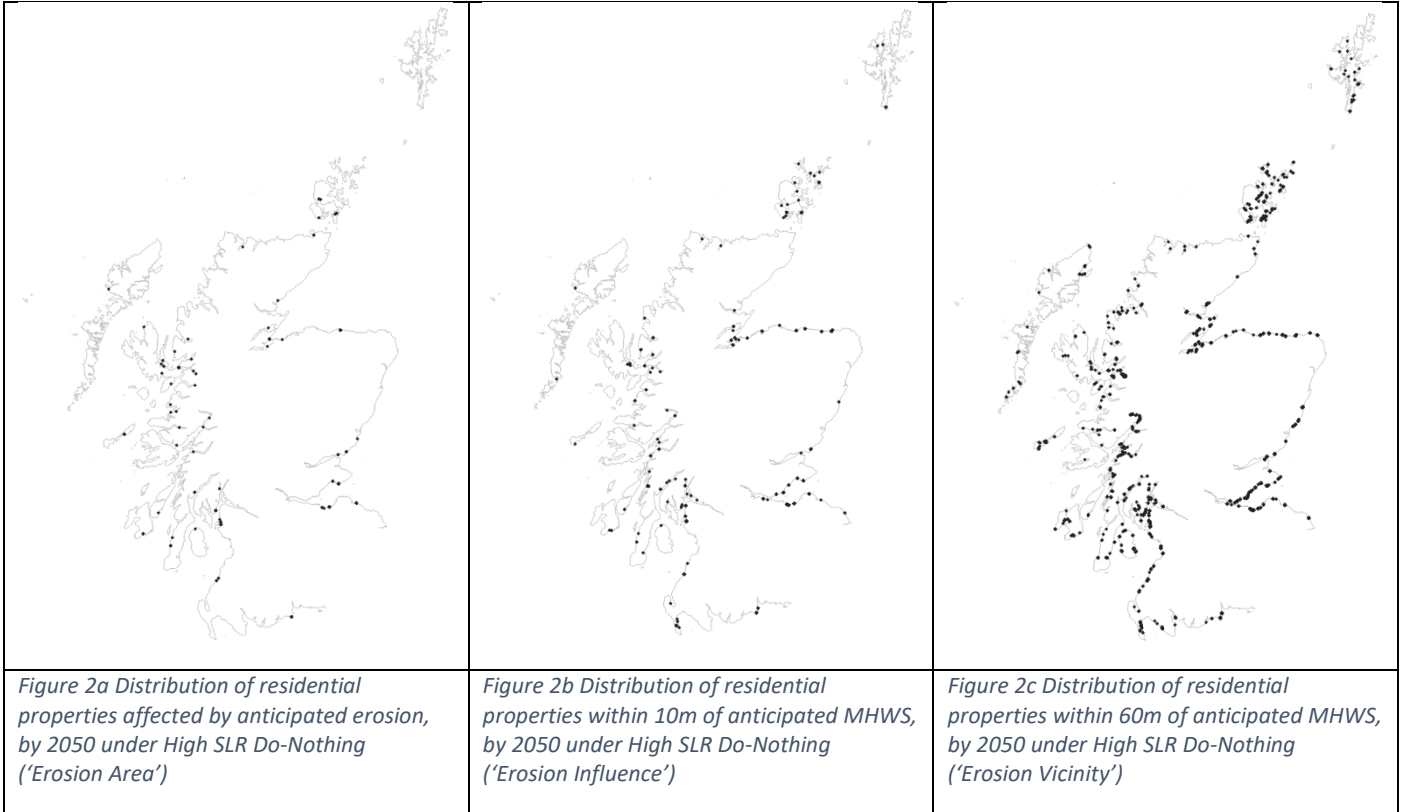 Figure 2a Distribution of residential
properties affected by anticipated erosion,
by 2050 under High SLR Do-Nothing
(‘Erosion Area’)
Figure 2b Distribution of residential
properties within 10m of anticipated MHWS,
by 2050 under High SLR Do-Nothing
(‘Erosion Influence’)
Figure 2c Distribution of residential
properties within 60m of anticipated MHWS,
by 2050 under High SLR Do-Nothing
(‘Erosion Vicinity’)